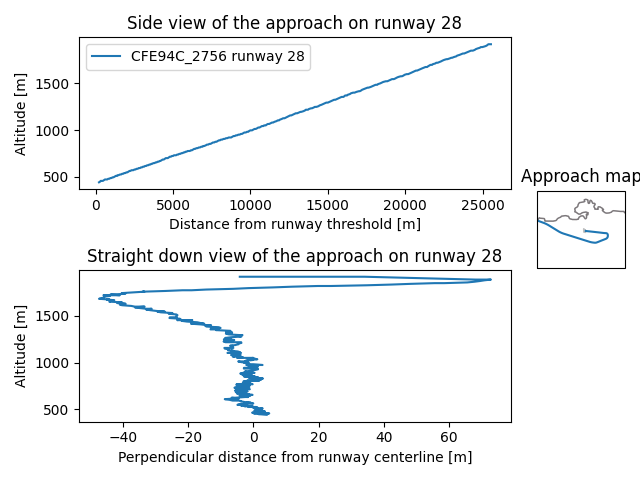 Side view of the approach on runway 28
CFE94C_2756 runway 28
Altitude [m]
1500
1000
500
0
5000
10000
15000
20000
25000
Distance from runway threshold [m]
Approach map
Straight down view of the approach on runway 28
Altitude [m]
1500
1000
500
−40
−20
0
20
40
60
Perpendicular distance from runway centerline [m]